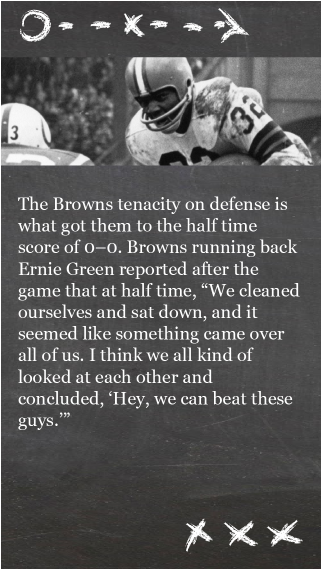 3
32
The Browns tenacity on defense is
what got them to the half time
score of 0–0. Browns running back
Ernie Green reported after the
game that at half time, “We cleaned
ourselves and sat down, and it
seemed like something came over
all of us. I think we all kind of
looked at each other and
concluded, ‘Hey, we can beat these
guys.’”